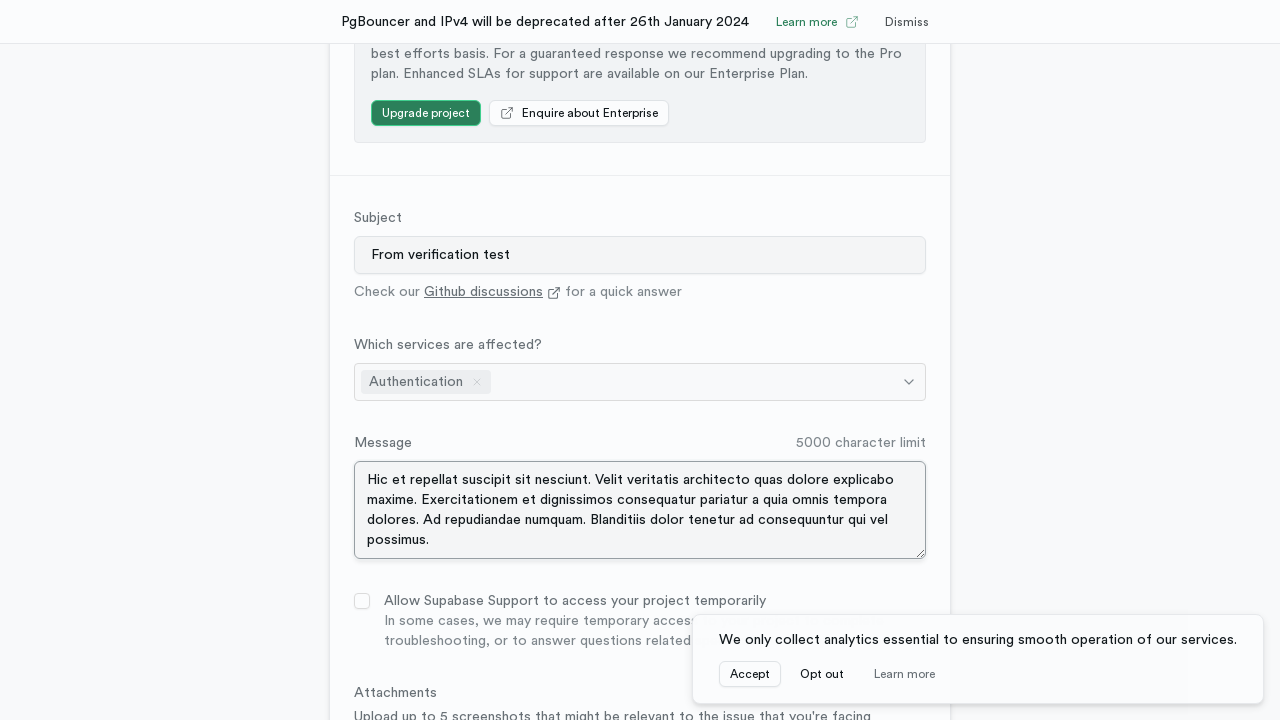 PgBouncer and IPv4 will be deprecated after 26th January 2024 Learn more Dismiss
best efforts basis. For a guaranteed response we recommend upgrading to the Pro
plan. Enhanced SLAs for support are available on our Enterprise Plan.
Upgrade project Enquire about Enterprise
Subject
From verification test
Check our Github discussions for a quick answer
Which services are affected?
Authentication
Message 5000 character limit
Hic et repellat suscipit sit nesciunt. Velit veritatis architecto quas dolore explicabo
maxime. Exercitationem et dignissimos consequatur pariatur a quia omnis tempora
dolores. Ad repudiandae numquam. Blanditiis dolor tenetur ad consequuntur qui vel
possimus.
Allow Supabase Support to access your project temporarily
In some cases, we may require temporary access
troubleshooting, or to answer questions related
We only collect analytics essential to ensuring smooth operation of our services.
Accept Opt out Learn more
Attachments
Upload up to 5 screenshots that might be relevant to the issue that you're facing